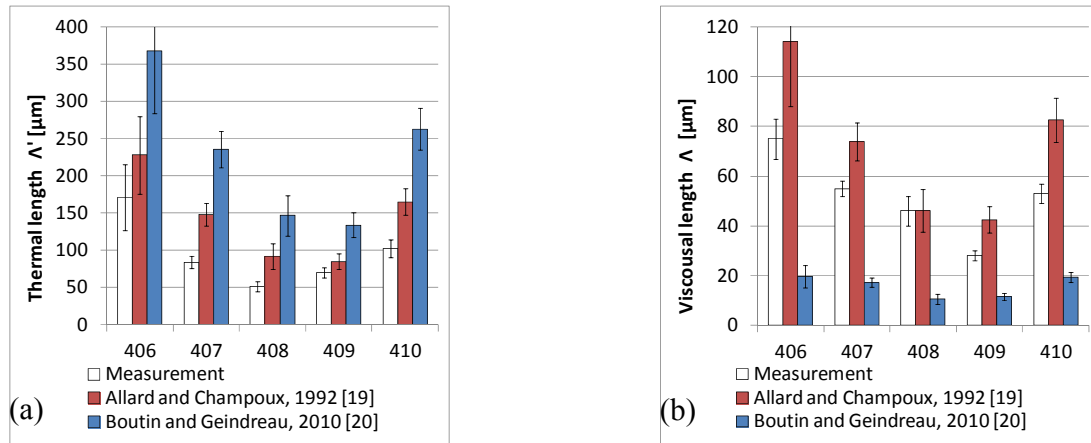 400
350
300
250
200
150
100
50
0
Thermal length Λ' [µm]
406 407 408 409 410
Measurement
Allard and Champoux, 1992 [19]
Boutin and Geindreau, 2010 [20]
(a)
120
100
80
60
40
20
0
Viscousal length Λ [µm]
406 407 408 409 410
Measurement
Allard and Champoux, 1992 [19]
Boutin and Geindreau, 2010 [20]
(b)